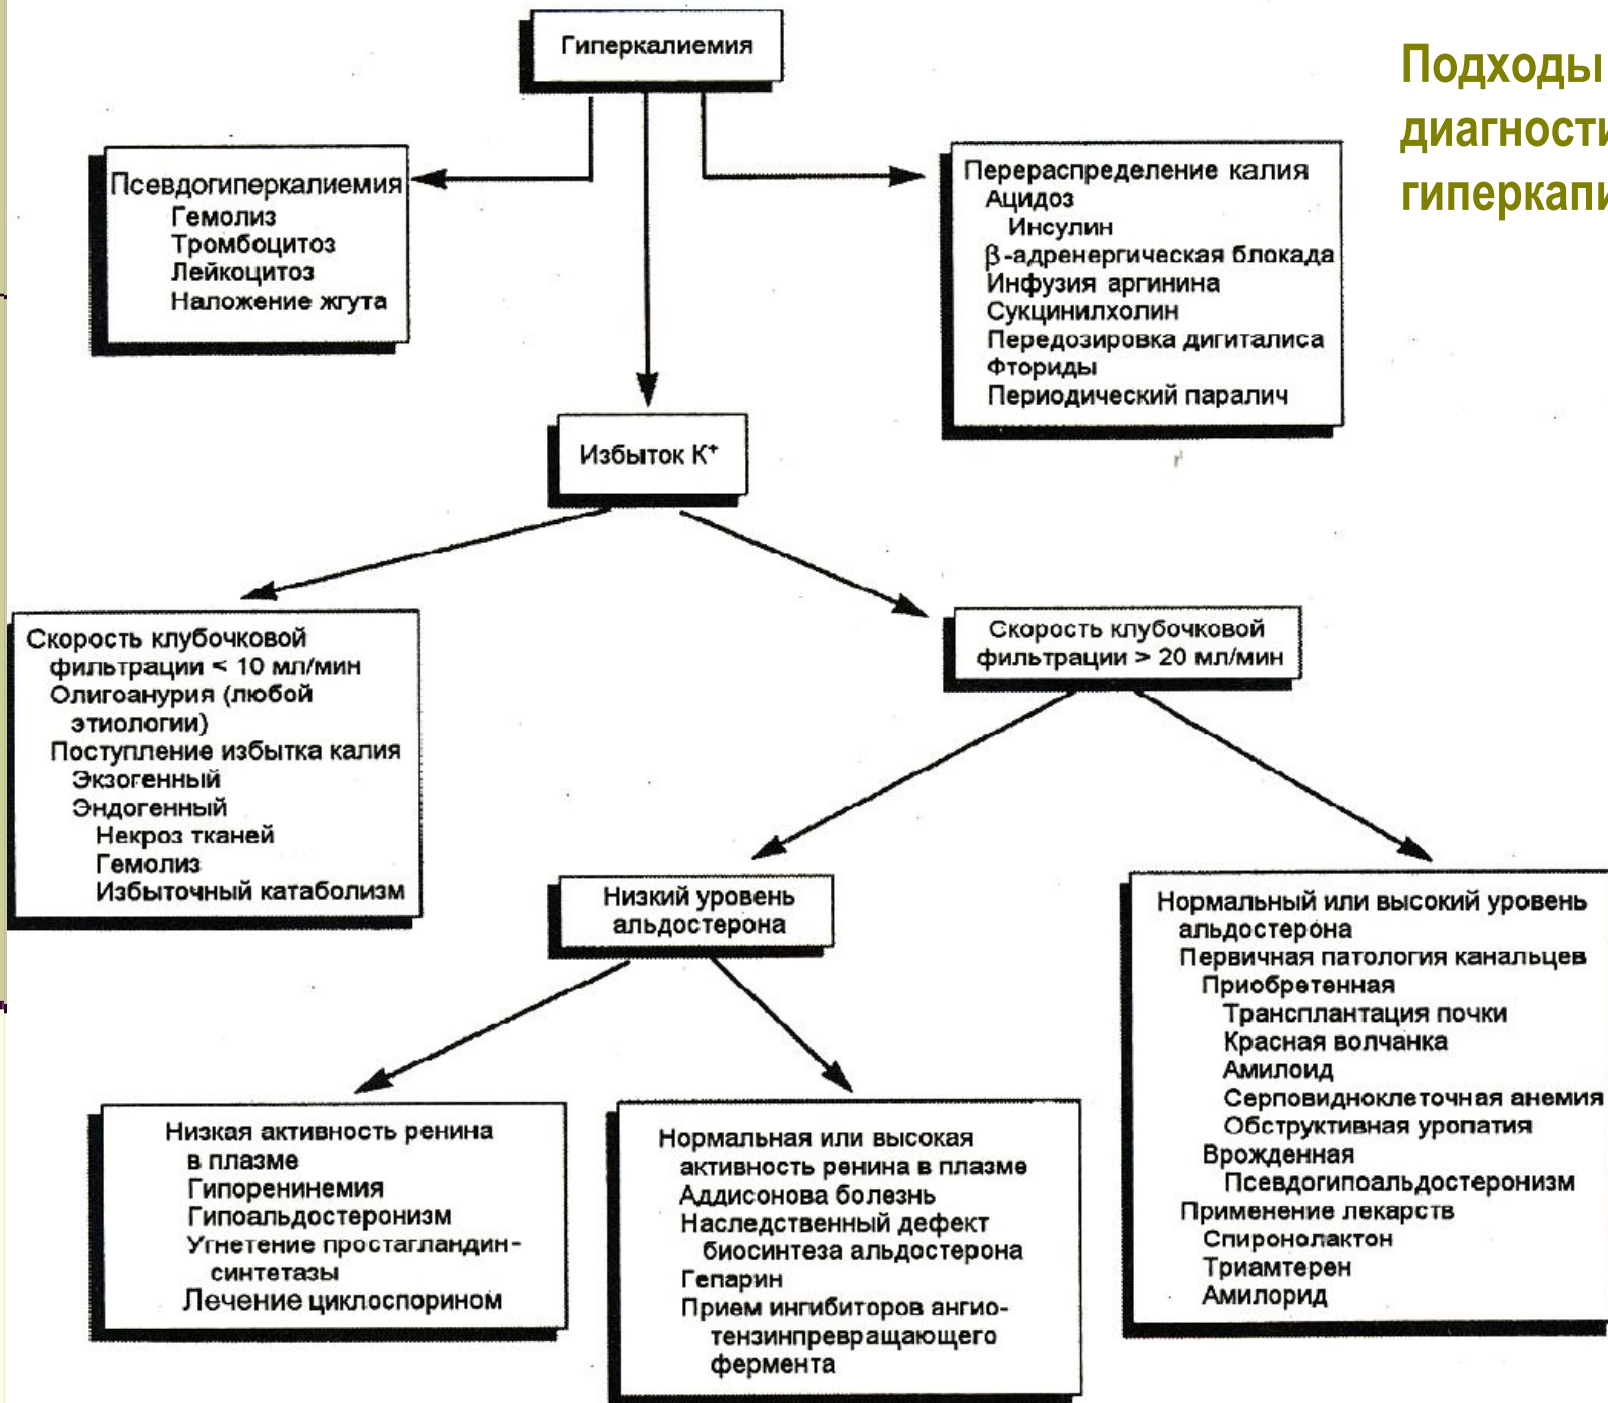 Гиперкалиемия
Подходы
диагности
гиперкапи
Псевдогиперкалиемия
Гемолиз
Тромбоцитоз
Лейкоцитоз
Наложение жгута
Перераспределение калия
Ацидоз
Инсулин
β-адренергическая блокада
Инфузия аргинина
Сукцинилхолин
Передозировка дигиталиса
Фториды
Периодический паралич
Избыток К⁺
Скорость клубочковой
фильтрации < 10 мл/мин
Олигоанурия (любой
этиологии)
Поступление избытка калия
Экзогенный
Эндогенный
Некроз тканей
Гемолиз
Избыточный катаболизм
Скорость клубочковой
фильтрации > 20 мл/мин
Низкий уровень
альдостерона
Нормальный или высокий уровень
альдостерона
Первичная патология канальцев
Приобретенная
Трансплантация почки
Красная волчанка
Амилоид
Серповидноклеточная анемия
Обструктивная уропатия
Врожденная
Псевдогипоальдостеронизм
Применение лекарств
Спиронолактон
Триамтерен
Амилорид
Низкая активность ренина
в плазме
Гипоренинемия
Гипоальдостеронизм
Угнетение простагландин-
синтетазы
Лечение циклоспорином
Нормальная или высокая
активность ренина в плазме
Аддисонова болезнь
Наследственный дефект
биосинтеза альдостерона
Гепарин
Прием ингибиторов ангио-
тензинпревращающего
фермента